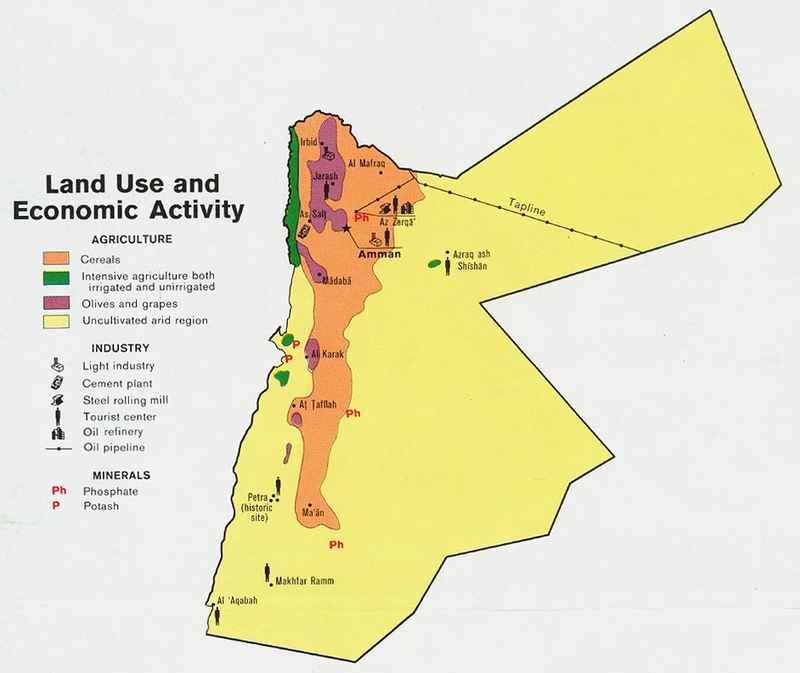 Land Use and
Economic Activity
AGRICULTURE
Cereals
Intensive agriculture both
irrigated and unirrigated
Olives and grapes
Uncultivated arid region
INDUSTRY
Light industry
Cement plant
Steel rolling mill
Tourist center
Oil refinery
Oil pipeline
MINERALS
Ph Phosphate
P Potash
Irbid
Al Mafraq
Jarash
As Salţ
Ph
Az Zarqā'
Tapline
Amman
Azraq ash
Shīshān
Mādabā
P
P
Al Karak
Aţ Ţafīlah
Ph
Petra
(historic
site)
Ma'ān
Ph
Makhfar Ramm
Al 'Aqabah